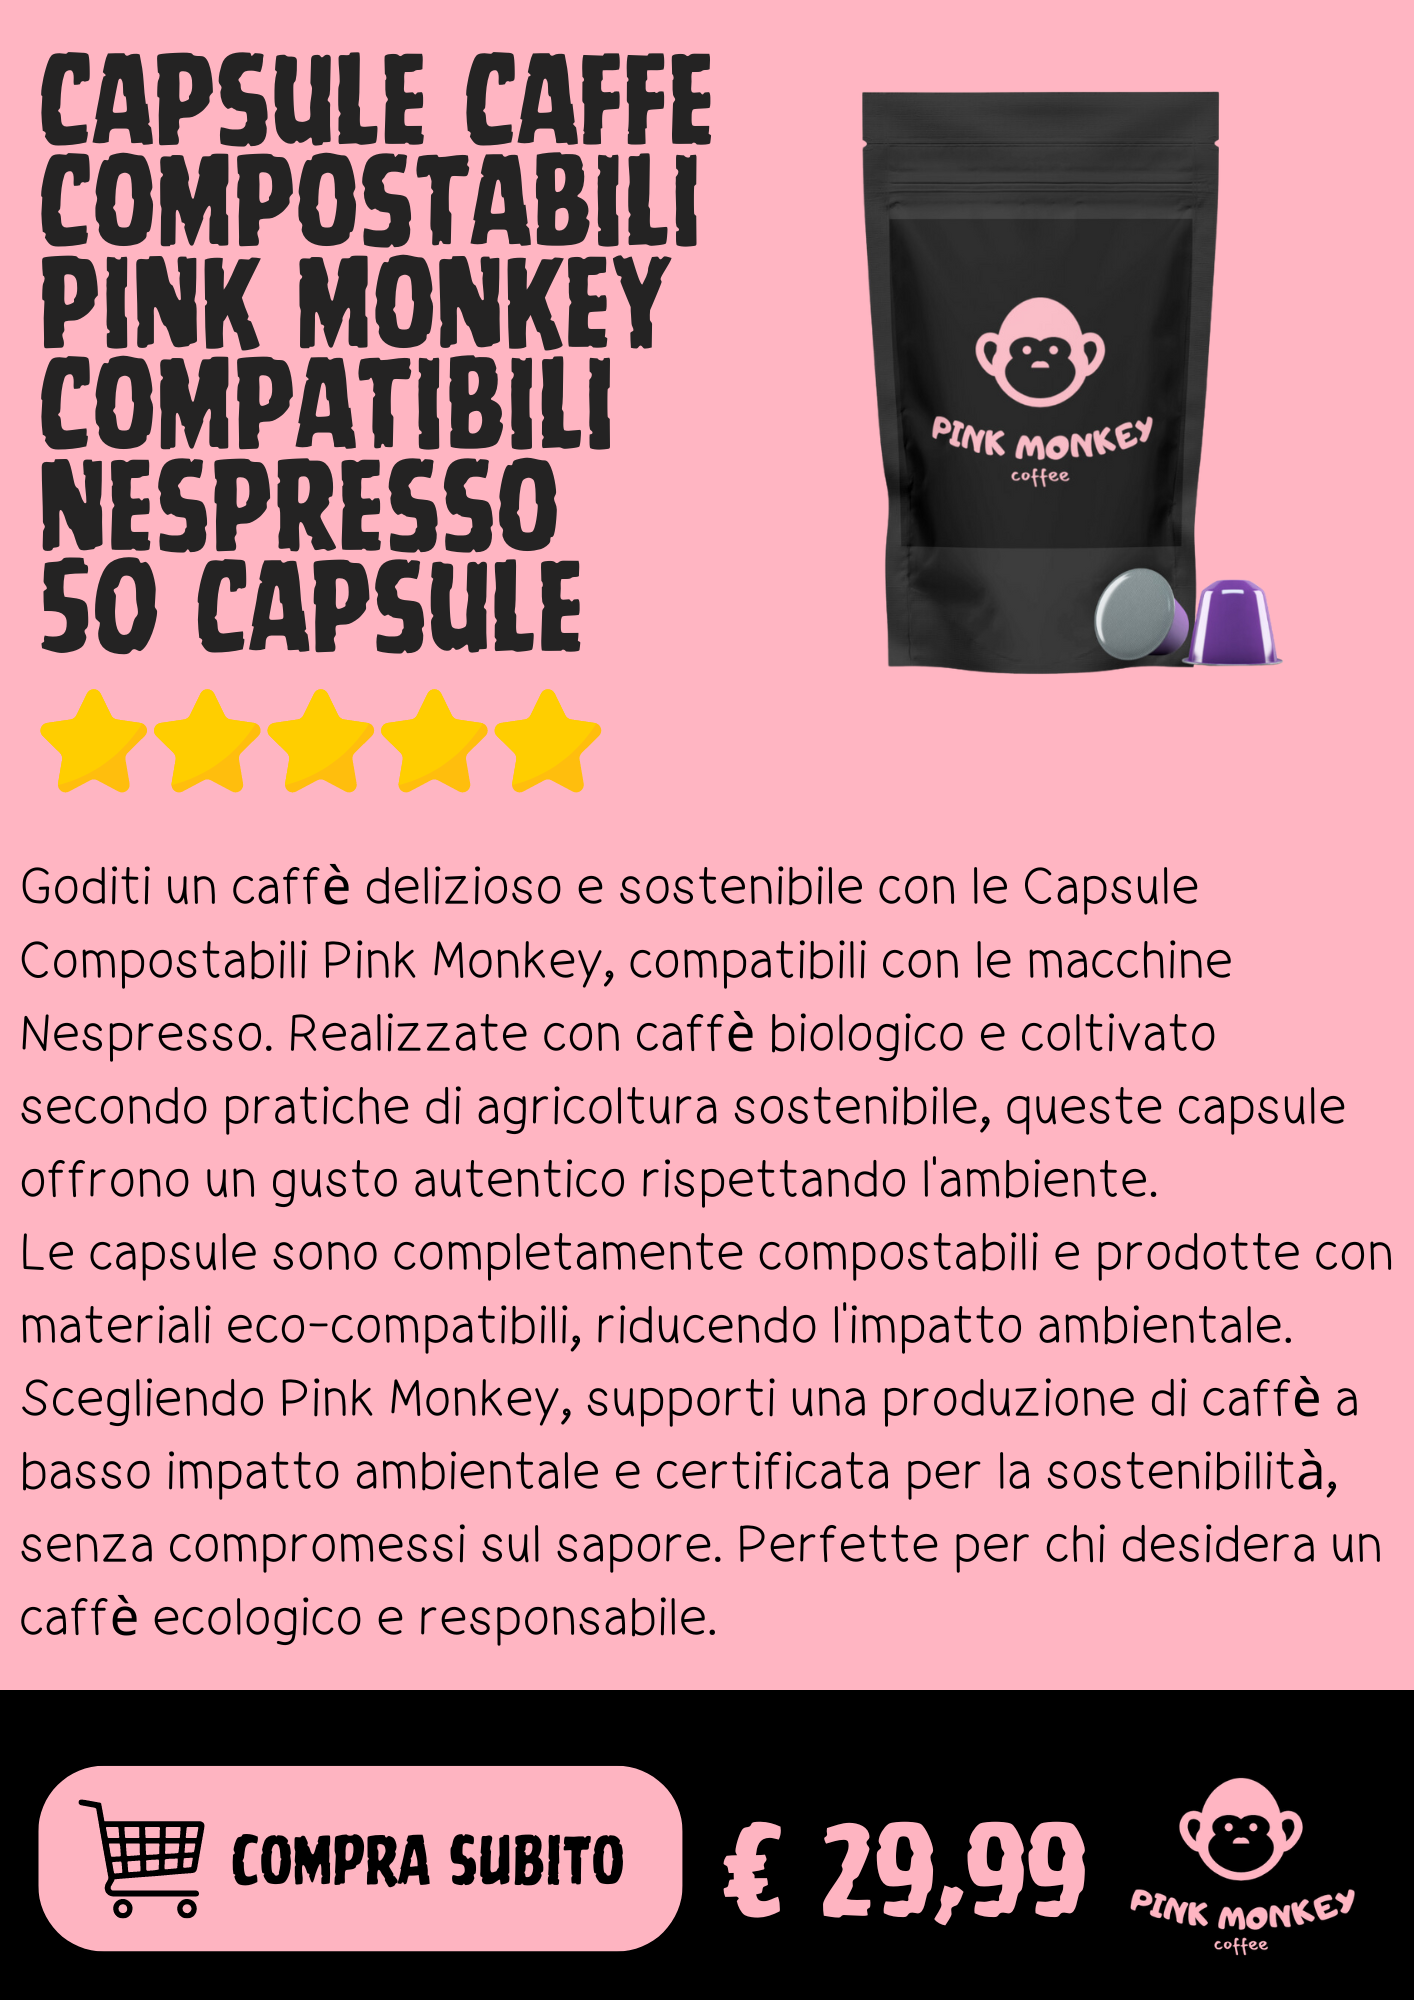 CAPSULE CAFFE
COMPOSTABILI
PINK MONKEY
COMPATIBILI
NESPRESSO
50 CAPSULE
PINK MONKEY
coffee
Goditi un caffè delizioso e sostenibile con le Capsule
Compostabili Pink Monkey, compatibili con le macchine
Nespresso. Realizzate con caffè biologico e coltivato
secondo pratiche di agricoltura sostenibile, queste capsule
offrono un gusto autentico rispettando l'ambiente.
Le capsule sono completamente compostabili e prodotte con
materiali eco-compatibili, riducendo l'impatto ambientale.
Scegliendo Pink Monkey, supporti una produzione di caffè a
basso impatto ambientale e certificata per la sostenibilità,
senza compromessi sul sapore. Perfette per chi desidera un
caffè ecologico e responsabile.
COMPRA SUBITO
€ 29,99
PINK MONKEY
coffee